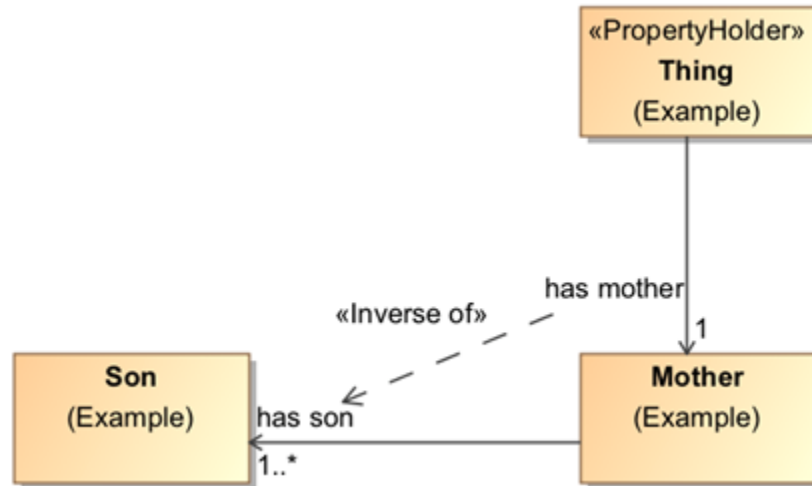 «PropertyHolder»
Thing
(Example)
has mother
«Inverse of»
1
Son
(Example)
Mother
(Example)
has son
1..*